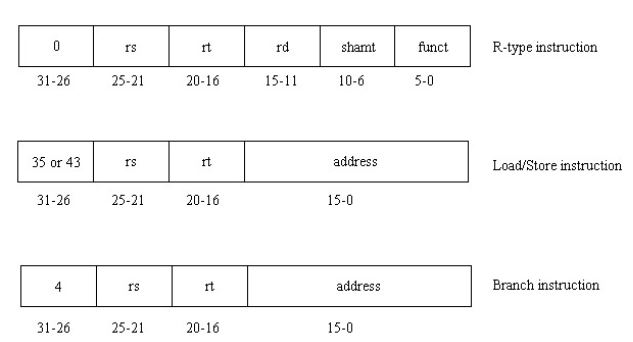 0 rs rt rd shamt funct R-type instruction
31-26 25-21 20-16 15-11 10-6 5-0
35 or 43 rs rt address Load/Store instruction
31-26 25-21 20-16 15-0
4 rs rt address Branch instruction
31-26 25-21 20-16 15-0